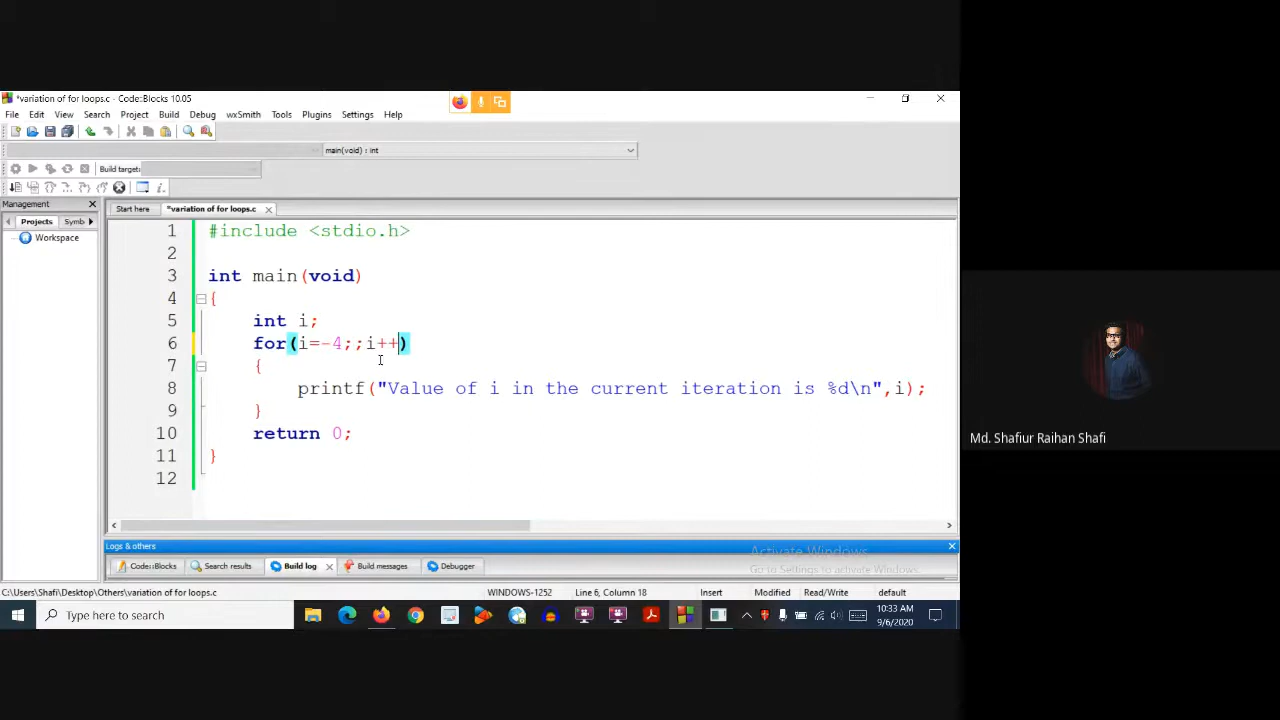 *variation of for loops.c - Code::Blocks 10.05
File Edit View Search Project Build Debug wxSmith Tools Plugins Settings Help
main(void) : int
Build target:
Management
Start here *variation of for loops.c
Projects Symb
Workspace
1 #include <stdio.h>
2
3 int main(void)
4 {
5 int i;
6 for(i=-4;;i++)
7 {
8 printf("Value of i in the current iteration is %d\n",i);
9 }
10 return 0;
11 }
12
Md. Shafiur Raihan Shafi
Logs & others
Activate Windows
Go to Settings to activate Windows.
Code::Blocks Search results Build log Build messages Debugger
C:\Users\Shafi\Desktop\Others\variation of for loops.c WINDOWS-1252 Line 6, Column 18 Insert Modified Read/Write default
Type here to search
10:33 AM
9/6/2020